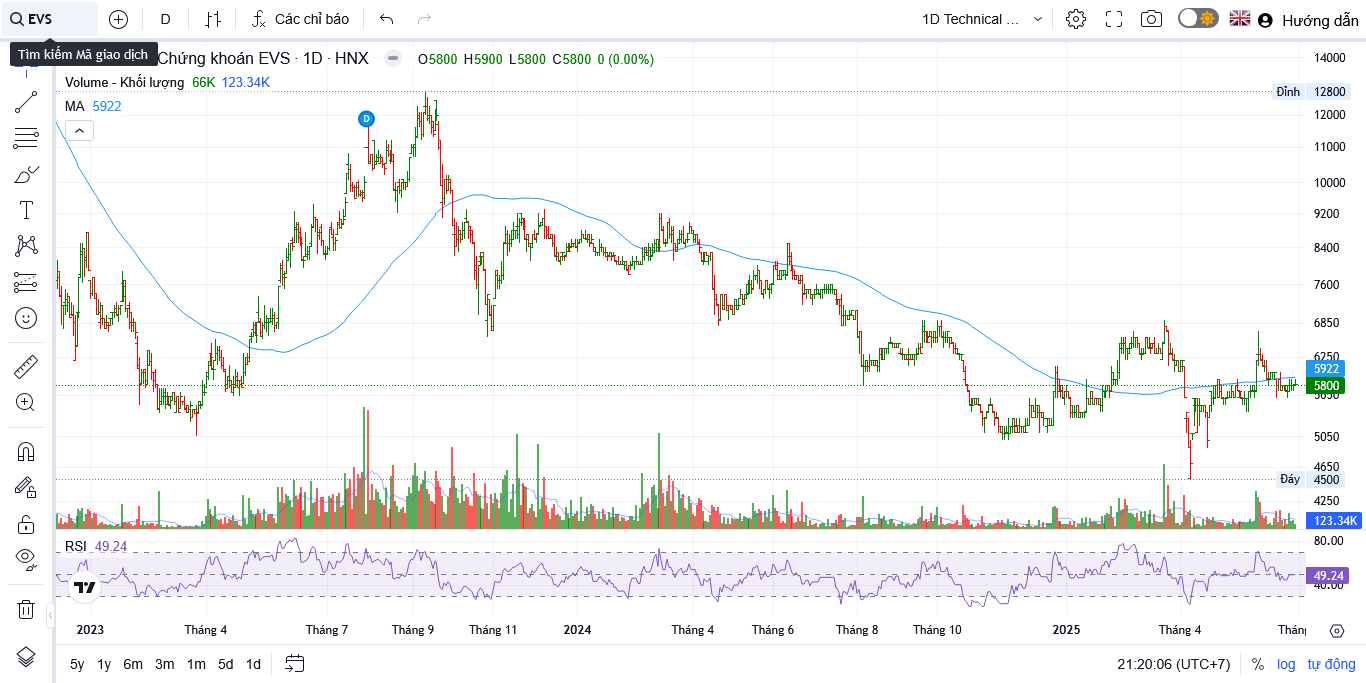 EVS D Các chỉ báo 1D Technical ... Hướng dẫn
Tìm kiếm Mã giao dịch
Chứng khoán EVS · 1D · HNX O5800 H5900 L5800 C5800 0 (0.00%)
Volume - Khối lượng 66K 123.34K
MA 5922
D
14000
Đỉnh 12800
12000
11000
10000
9200
8400
7600
6850
6250
5922
5800
5050
4650
Đáy 4500
4250
123.34K
RSI 49.24
80.00
49.24
40.00
2023 Tháng 4 Tháng 7 Tháng 9 Tháng 11 2024 Tháng 4 Tháng 6 Tháng 8 Tháng 10 2025 Tháng 4
5y 1y 6m 3m 1m 5d 1d 21:20:06 (UTC+7) % log tự động